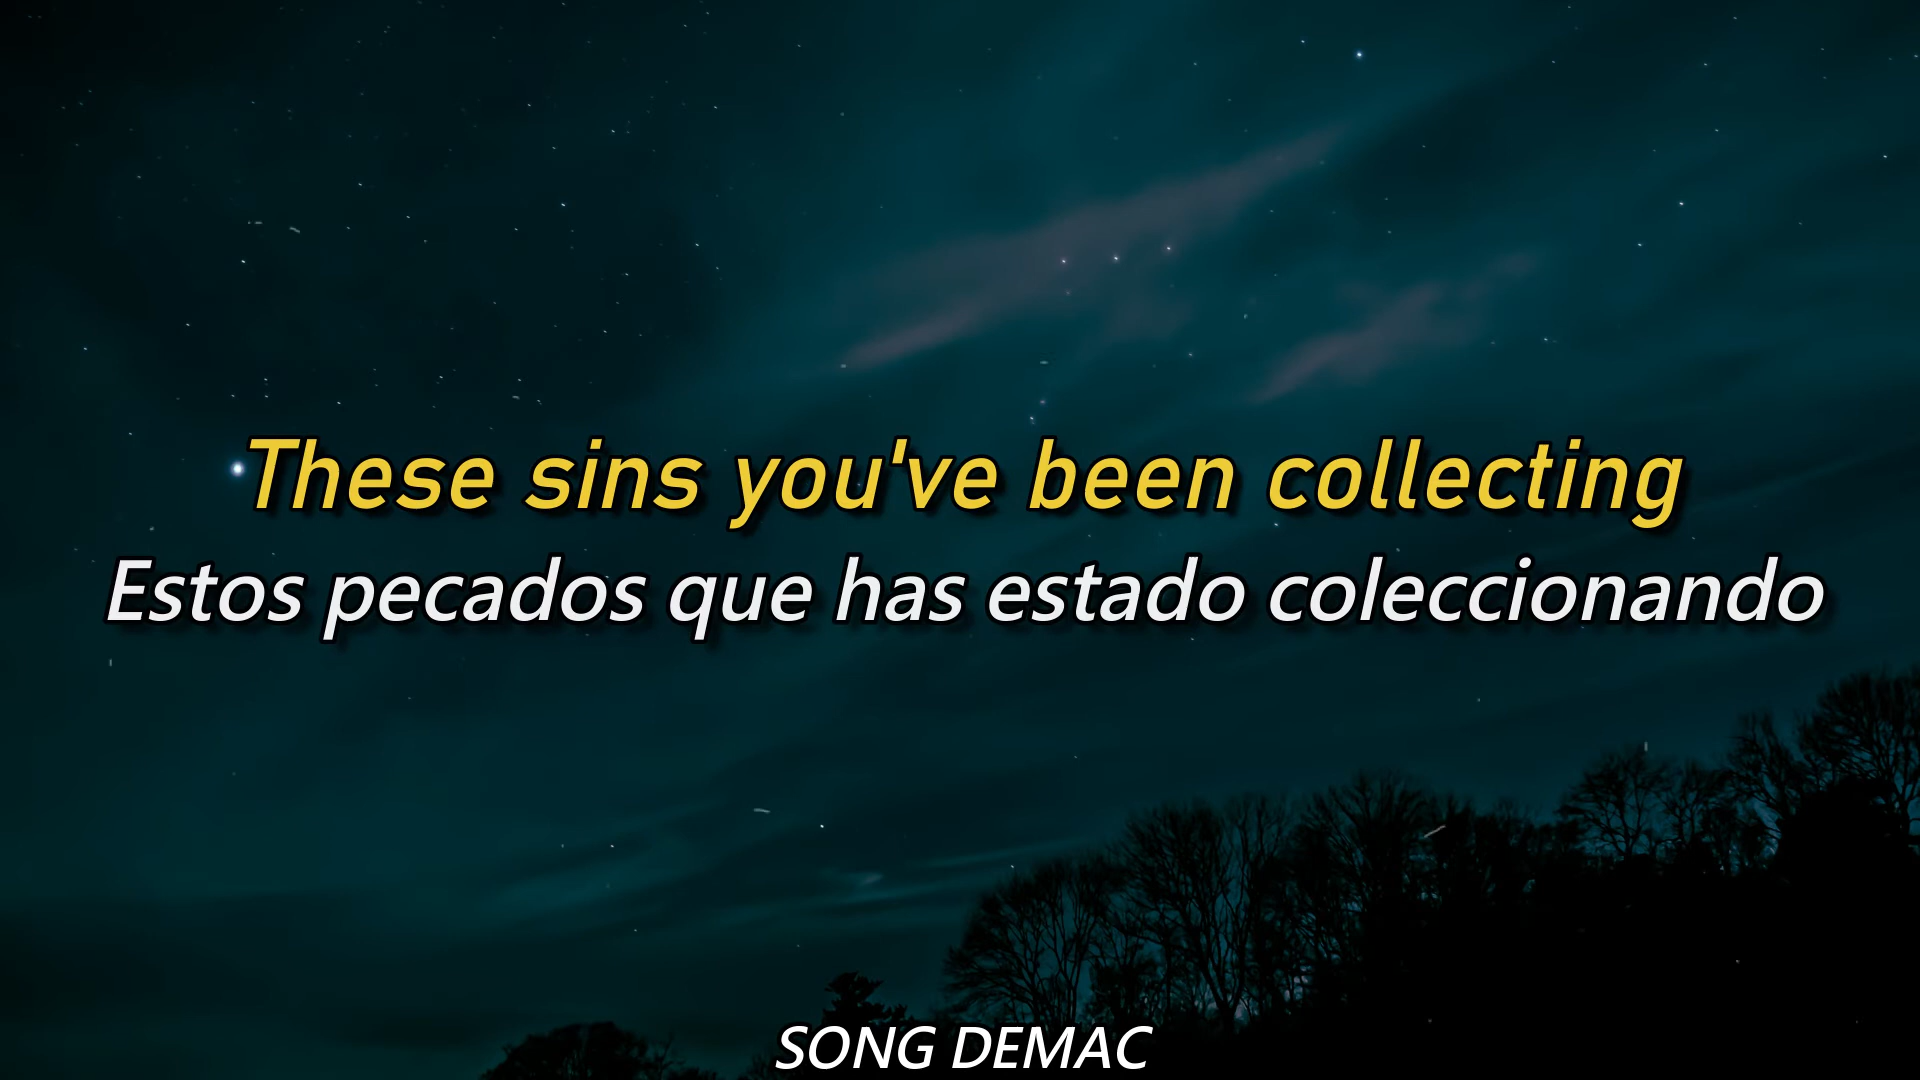 These sins you've been collecting
Estos pecados que has estado coleccionando
SONG DEMAC